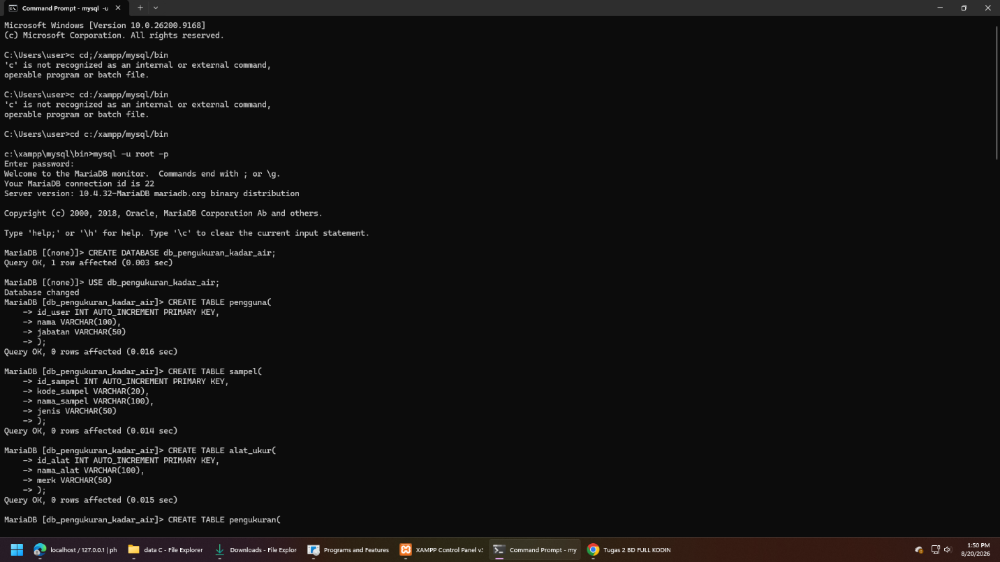 Command Prompt - mysql  -u
Microsoft Windows [Version 10.0.26200.9168]
(c) Microsoft Corporation. All rights reserved.
C:\Users\user>c cd;/xampp/mysql/bin
'c' is not recognized as an internal or external command,
operable program or batch file.
C:\Users\user>c cd:/xampp/mysql/bin
'c' is not recognized as an internal or external command,
operable program or batch file.
C:\Users\user>cd c:/xampp/mysql/bin
c:\xampp\mysql\bin>mysql -u root -p
Enter password:
Welcome to the MariaDB monitor.  Commands end with ; or \g.
Your MariaDB connection id is 22
Server version: 10.4.32-MariaDB mariadb.org binary distribution
Copyright (c) 2000, 2018, Oracle, MariaDB Corporation Ab and others.
Type 'help;' or '\h' for help. Type '\c' to clear the current input statement.
MariaDB [(none)]> CREATE DATABASE db_pengukuran_kadar_air;
Query OK, 1 row affected (0.003 sec)
MariaDB [(none)]> USE db_pengukuran_kadar_air;
Database changed
MariaDB [db_pengukuran_kadar_air]> CREATE TABLE pengguna(
    -> id_user INT AUTO_INCREMENT PRIMARY KEY,
    -> nama VARCHAR(100),
    -> jabatan VARCHAR(50)
    -> );
Query OK, 0 rows affected (0.016 sec)
MariaDB [db_pengukuran_kadar_air]> CREATE TABLE sampel(
    -> id_sampel INT AUTO_INCREMENT PRIMARY KEY,
    -> kode_sampel VARCHAR(20),
    -> nama_sampel VARCHAR(100),
    -> jenis VARCHAR(50)
    -> );
Query OK, 0 rows affected (0.014 sec)
MariaDB [db_pengukuran_kadar_air]> CREATE TABLE alat_ukur(
    -> id_alat INT AUTO_INCREMENT PRIMARY KEY,
    -> nama_alat VARCHAR(100),
    -> merk VARCHAR(50)
    -> );
Query OK, 0 rows affected (0.015 sec)
MariaDB [db_pengukuran_kadar_air]> CREATE TABLE pengukuran(
localhost / 127.0.0.1 | ph
data C - File Explorer
Downloads - File Explor
Programs and Features
XAMPP Control Panel v3
Command Prompt - my
Tugas 2 BD FULL KODIN
1:50 PM
8/20/2026